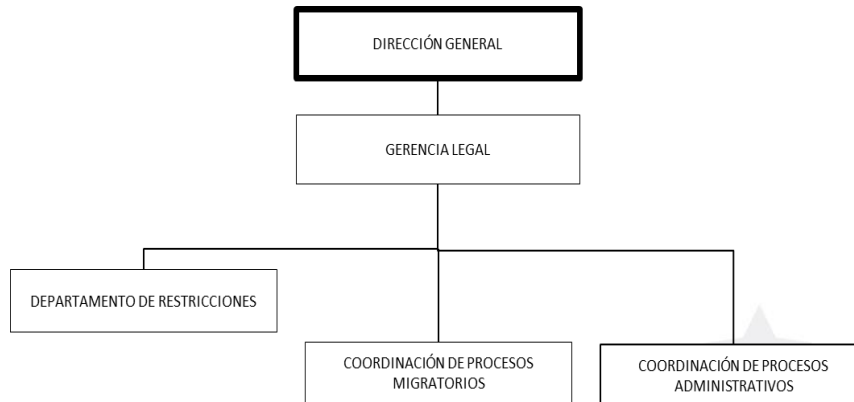 DIRECCIÓN GENERAL
GERENCIA LEGAL
DEPARTAMENTO DE RESTRICCIONES
COORDINACIÓN DE PROCESOS
MIGRATORIOS
COORDINACIÓN DE PROCESOS
ADMINISTRATIVOS